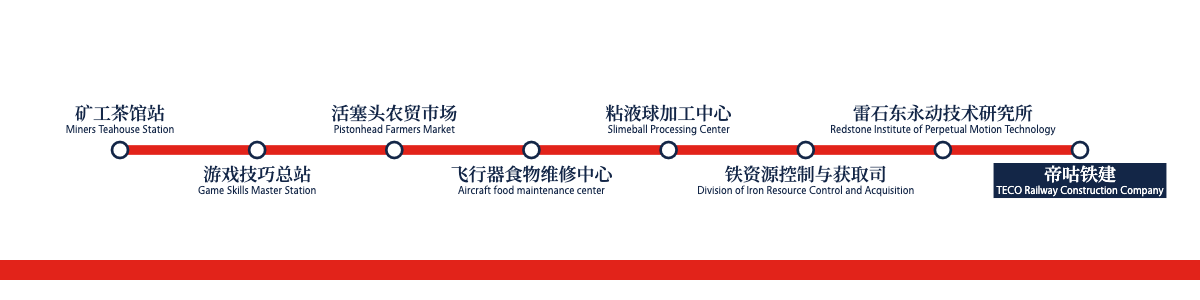 矿工茶馆站
Miners Teahouse Station
游戏技巧总站
Game Skills Master Station
活塞头农贸市场
Pistonhead Farmers Market
飞行器食物维修中心
Aircraft food maintenance center
粘液球加工中心
Slimeball Processing Center
铁资源控制与获取司
Division of Iron Resource Control and Acquisition
雷石东永动技术研究所
Redstone Institute of Perpetual Motion Technology
帝咕铁建
TECO Railway Construction Company